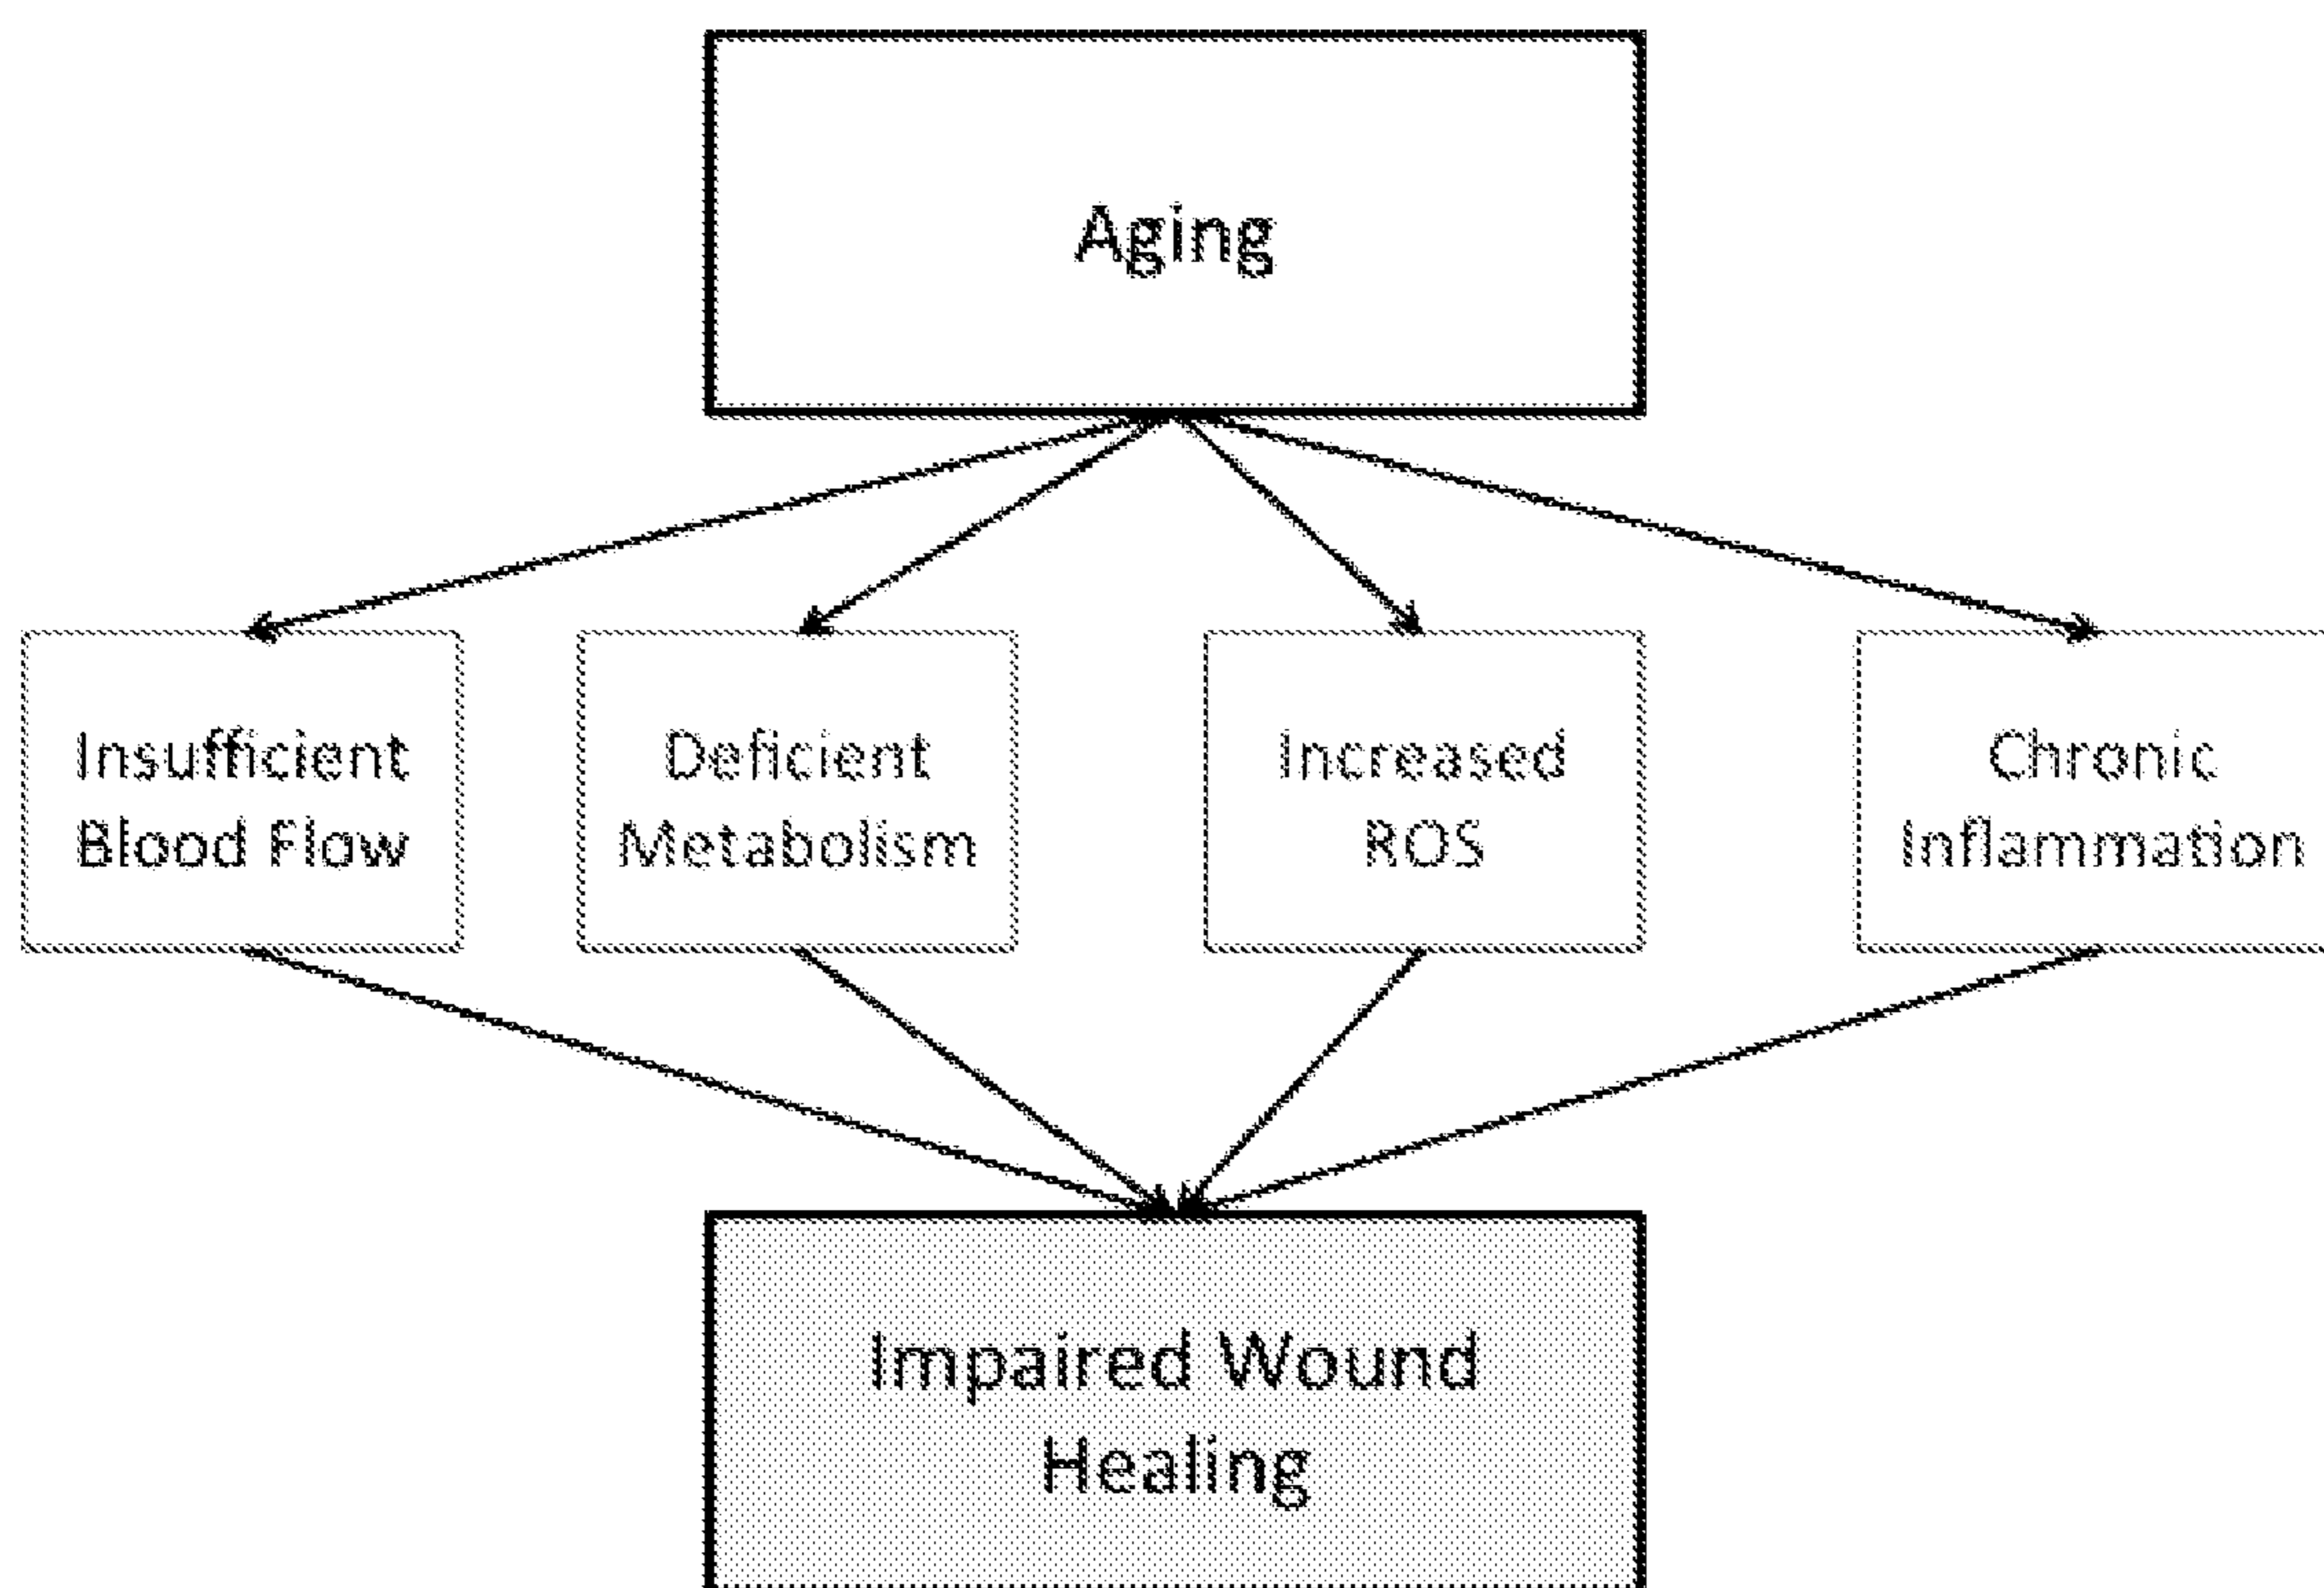 Aging
Insufficient
Blood Flow
Deficient
Metabolism
Increased
ROS
Chronic
Inflammation
Impaired Wound
Healing